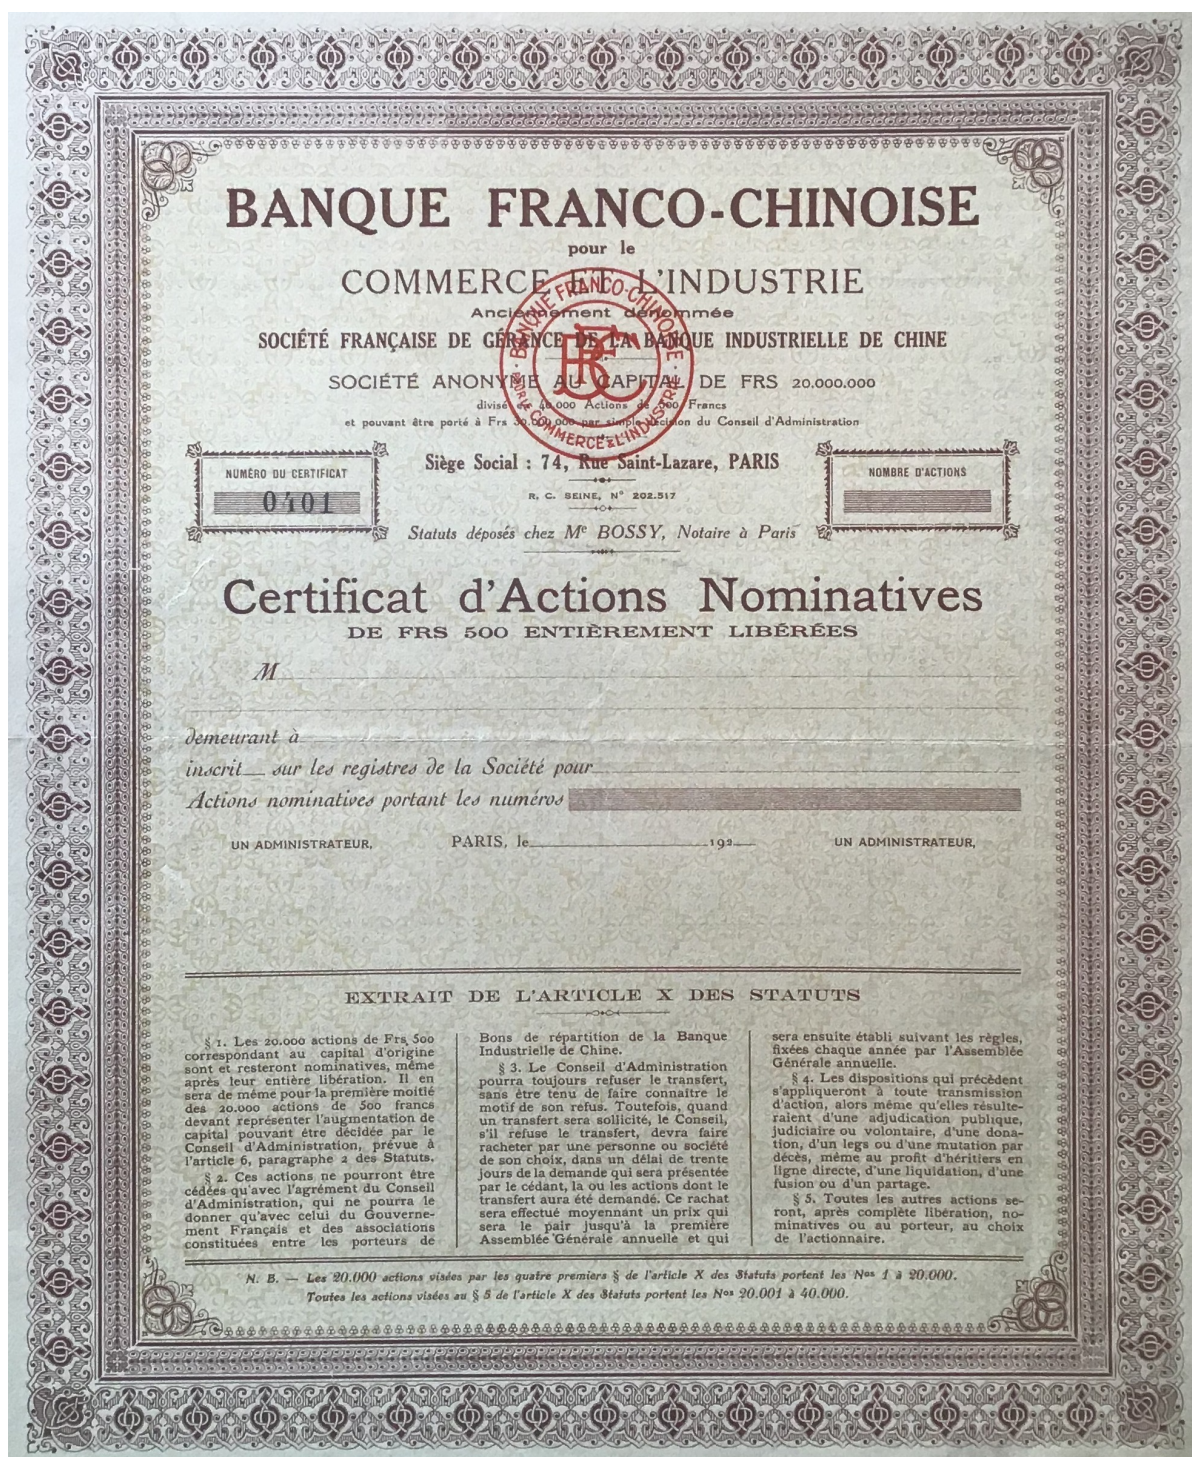 BANQUE FRANCO-CHINOISE
pour le
COMMERCE ET L'INDUSTRIE
Anciennement dénommée
SOCIÉTÉ FRANÇAISE DE GÉRANCE DE LA BANQUE INDUSTRIELLE DE CHINE
SOCIÉTÉ ANONYME AU CAPITAL DE FRS 20.000.000
divisé en 40.000 Actions de 500 Francs
et pouvant être porté à Frs 30.000.000 par simple décision du Conseil d'Administration
BANQUE FRANCO-CHINOISE
POUR LE COMMERCE & L'INDUSTRIE
BFC
Siège Social : 74, Rue Saint-Lazare, PARIS
R. C. SEINE, N° 202.517
Statuts déposés chez Me BOSSY, Notaire à Paris
NUMÉRO DU CERTIFICAT
0401
NOMBRE D'ACTIONS
Certificat d'Actions Nominatives
DE FRS 500 ENTIÈREMENT LIBÉRÉES
M
demeurant à
inscrit sur les registres de la Société pour
Actions nominatives portant les numéros
UN ADMINISTRATEUR,
PARIS, le 192
UN ADMINISTRATEUR,
EXTRAIT DE L'ARTICLE X DES STATUTS
§ 1. Les 20.000 actions de Frs 500
correspondant au capital d'origine
sont et resteront nominatives, même
après leur entière libération. Il en
sera de même pour la première moitié
des 20.000 actions de 500 francs
devant représenter l'augmentation de
capital pouvant être décidée par le
Conseil d'Administration, prévue à
l'article 6, paragraphe 2 des Statuts.
§ 2. Ces actions ne pourront être
cédées qu'avec l'agrément du Conseil
d'Administration, qui ne pourra le
donner qu'avec celui du Gouverne-
ment Français et des associations
constituées entre les porteurs de
Bons de répartition de la Banque
Industrielle de Chine.
§ 3. Le Conseil d'Administration
pourra toujours refuser le transfert,
sans être tenu de faire connaître le
motif de son refus. Toutefois, quand
un transfert sera sollicité, le Conseil,
s'il refuse le transfert, devra faire
racheter par une personne ou société
de son choix, dans un délai de trente
jours de la demande qui sera présentée
par le cédant, la ou les actions dont le
transfert aura été demandé. Ce rachat
sera effectué moyennant un prix qui
sera le pair jusqu'à la première
Assemblée Générale annuelle et qui
sera ensuite établi suivant les règles,
fixées chaque année par l'Assemblée
Générale annuelle.
§ 4. Les dispositions qui précèdent
s'appliqueront à toute transmission
d'action, alors même qu'elles résulte-
raient d'une adjudication publique,
judiciaire ou volontaire, d'une dona-
tion, d'un legs ou d'une mutation par
décès, même au profit d'héritiers en
ligne directe, d'une liquidation, d'une
fusion ou d'un partage.
§ 5. Toutes les autres actions se-
ront, après complète libération, no-
minatives ou au porteur, au choix
de l'actionnaire.
N. B. — Les 20.000 actions visées par les quatre premiers § de l'article X des Statuts portent les Nos 1 à 20.000.
Toutes les actions visées au § 5 de l'article X des Statuts portent les Nos 20.001 à 40.000.